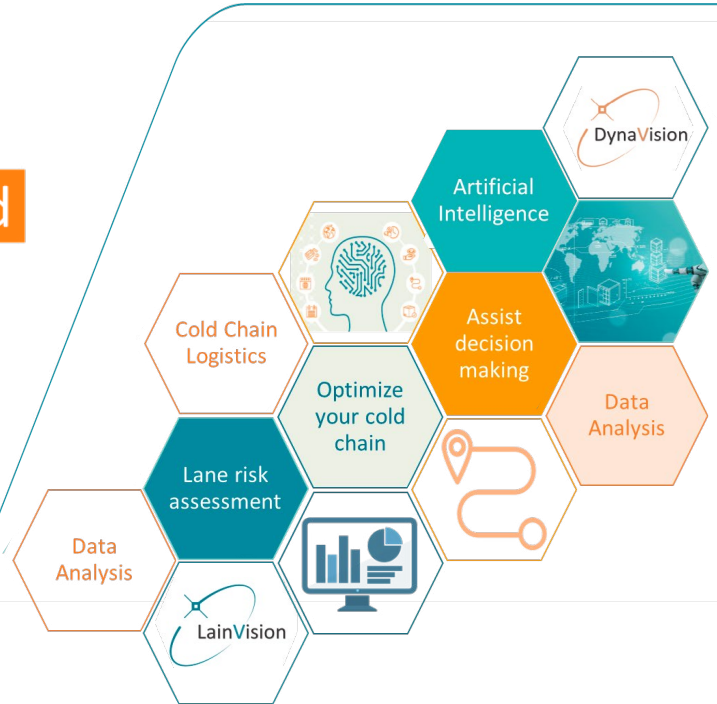 DynaVision
Artificial
Intelligence
Cold Chain
Logistics
Assist
decision
making
Optimize
your cold
chain
Data
Analysis
Lane risk
assessment
Data
Analysis
LainVision